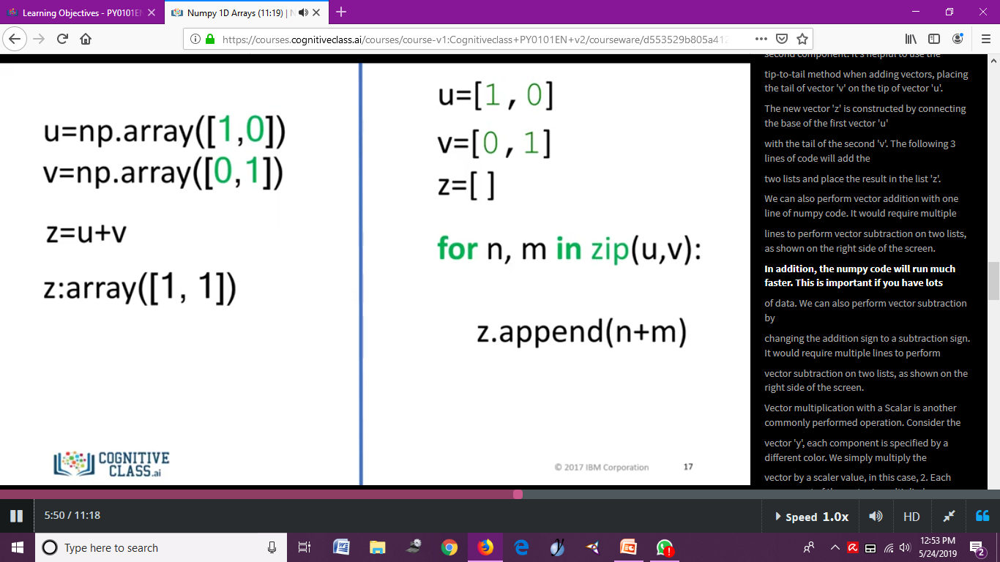 Learning Objectives - PY0101EN
Numpy 1D Arrays (11:19) | N
https://courses.cognitiveclass.ai/courses/course-v1:Cognitiveclass+PY0101EN+v2/courseware/d553529b805a412
u=np.array([1,0])
v=np.array([0,1])
z=u+v
z:array([1, 1])
u=[1,0]
v=[0,1]
z=[ ]
for n, m in zip(u,v):
z.append(n+m)
COGNITIVE
CLASS.ai
© 2017 IBM Corporation
17
second component. It's helpful to use the
tip-to-tail method when adding vectors, placing
the tail of vector 'v' on the tip of vector 'u'.
The new vector 'z' is constructed by connecting
the base of the first vector 'u'
with the tail of the second 'v'. The following 3
lines of code will add the
two lists and place the result in the list 'z'.
We can also perform vector addition with one
line of numpy code. It would require multiple
lines to perform vector subtraction on two lists,
as shown on the right side of the screen.
In addition, the numpy code will run much
faster. This is important if you have lots
of data. We can also perform vector subtraction
by
changing the addition sign to a subtraction sign.
It would require multiple lines to perform
vector subtraction on two lists, as shown on the
right side of the screen.
Vector multiplication with a Scalar is another
commonly performed operation. Consider the
vector 'y', each component is specified by a
different color. We simply multiply the
vector by a scaler value, in this case, 2. Each
5:50 / 11:18
Speed 1.0x
HD
Type here to search
12:53 PM
5/24/2019
2